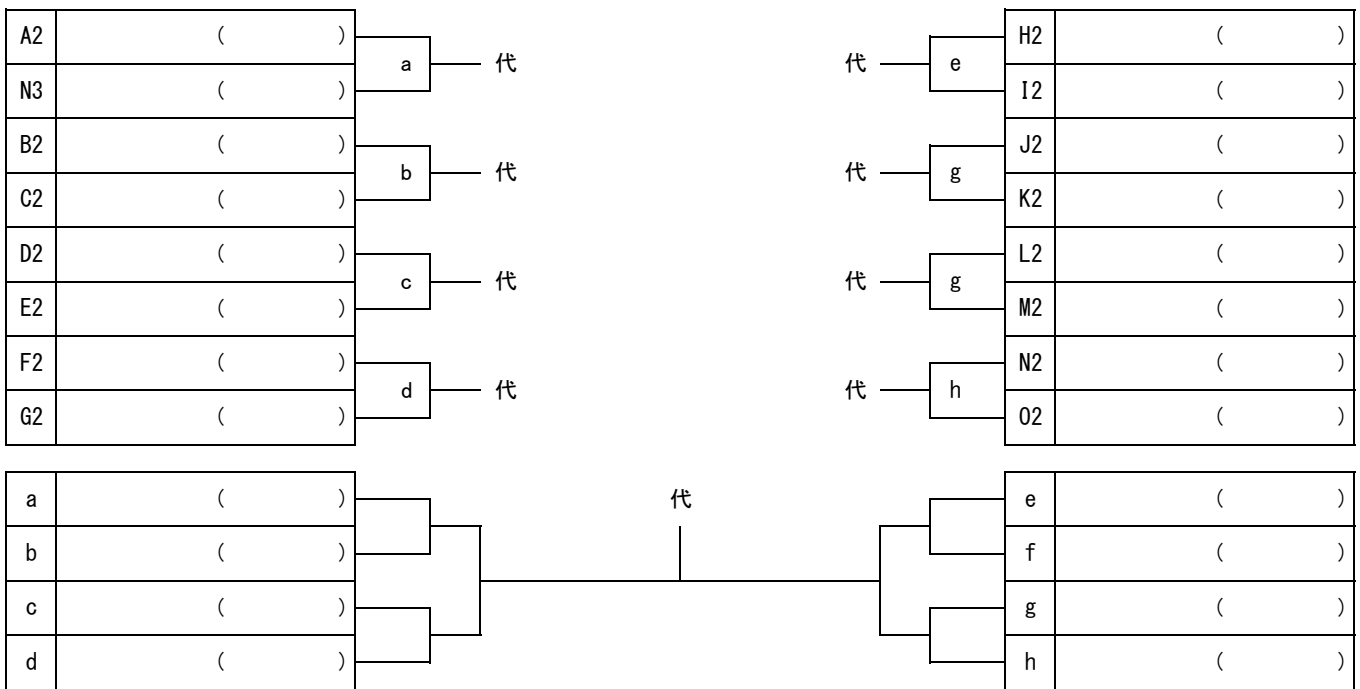 A2 ( ) H2 ( )
a 代 代 e
N3 ( ) I2 ( )
B2 ( ) J2 ( )
b 代 代 g
C2 ( ) K2 ( )
D2 ( ) L2 ( )
c 代 代 g
E2 ( ) M2 ( )
F2 ( ) N2 ( )
d 代 代 h
G2 ( ) O2 ( )
a ( ) 代 e ( )
b ( ) f ( )
c ( ) g ( )
d ( ) h ( )